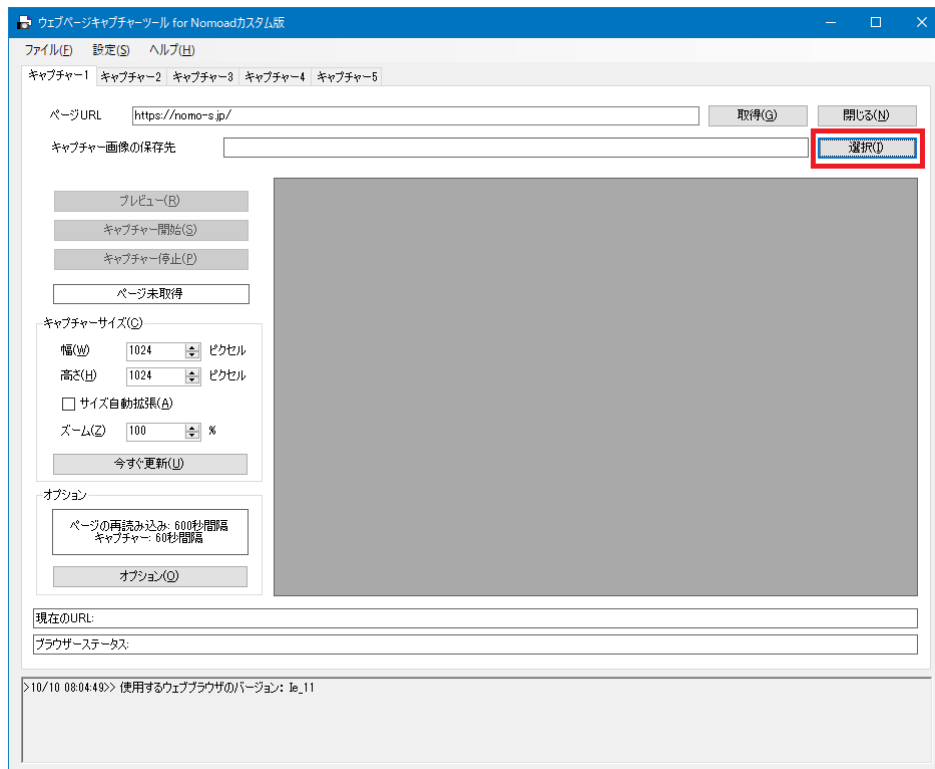 ウェブページキャプチャーツール for Nomoadカスタム版
ファイル(F) 設定(S) ヘルプ(H)
キャプチャー1 キャプチャー2 キャプチャー3 キャプチャー4 キャプチャー5
ページURL https://nomo-s.jp/ 取得(G) 閉じる(N)
キャプチャー画像の保存先 選択(I)
プレビュー(R)
キャプチャー開始(S)
キャプチャー停止(P)
ページ未取得
キャプチャーサイズ(C)
幅(W) 1024 ピクセル
高さ(H) 1024 ピクセル
サイズ自動拡張(A)
ズーム(Z) 100 %
今すぐ更新(U)
オプション
ページの再読み込み: 600秒間隔
キャプチャー: 60秒間隔
オプション(O)
現在のURL:
ブラウザーステータス:
>10/10 08:04:49>> 使用するウェブブラウザのバージョン: Ie_11